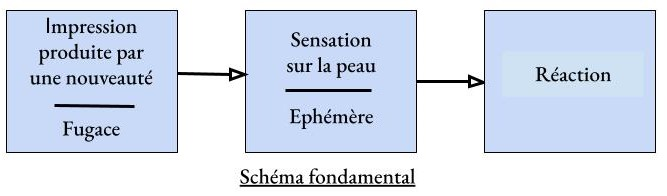 Impression
produite par
une nouveauté
Fugace
Sensation
sur la peau
Ephémère
Réaction
Schéma fondamental